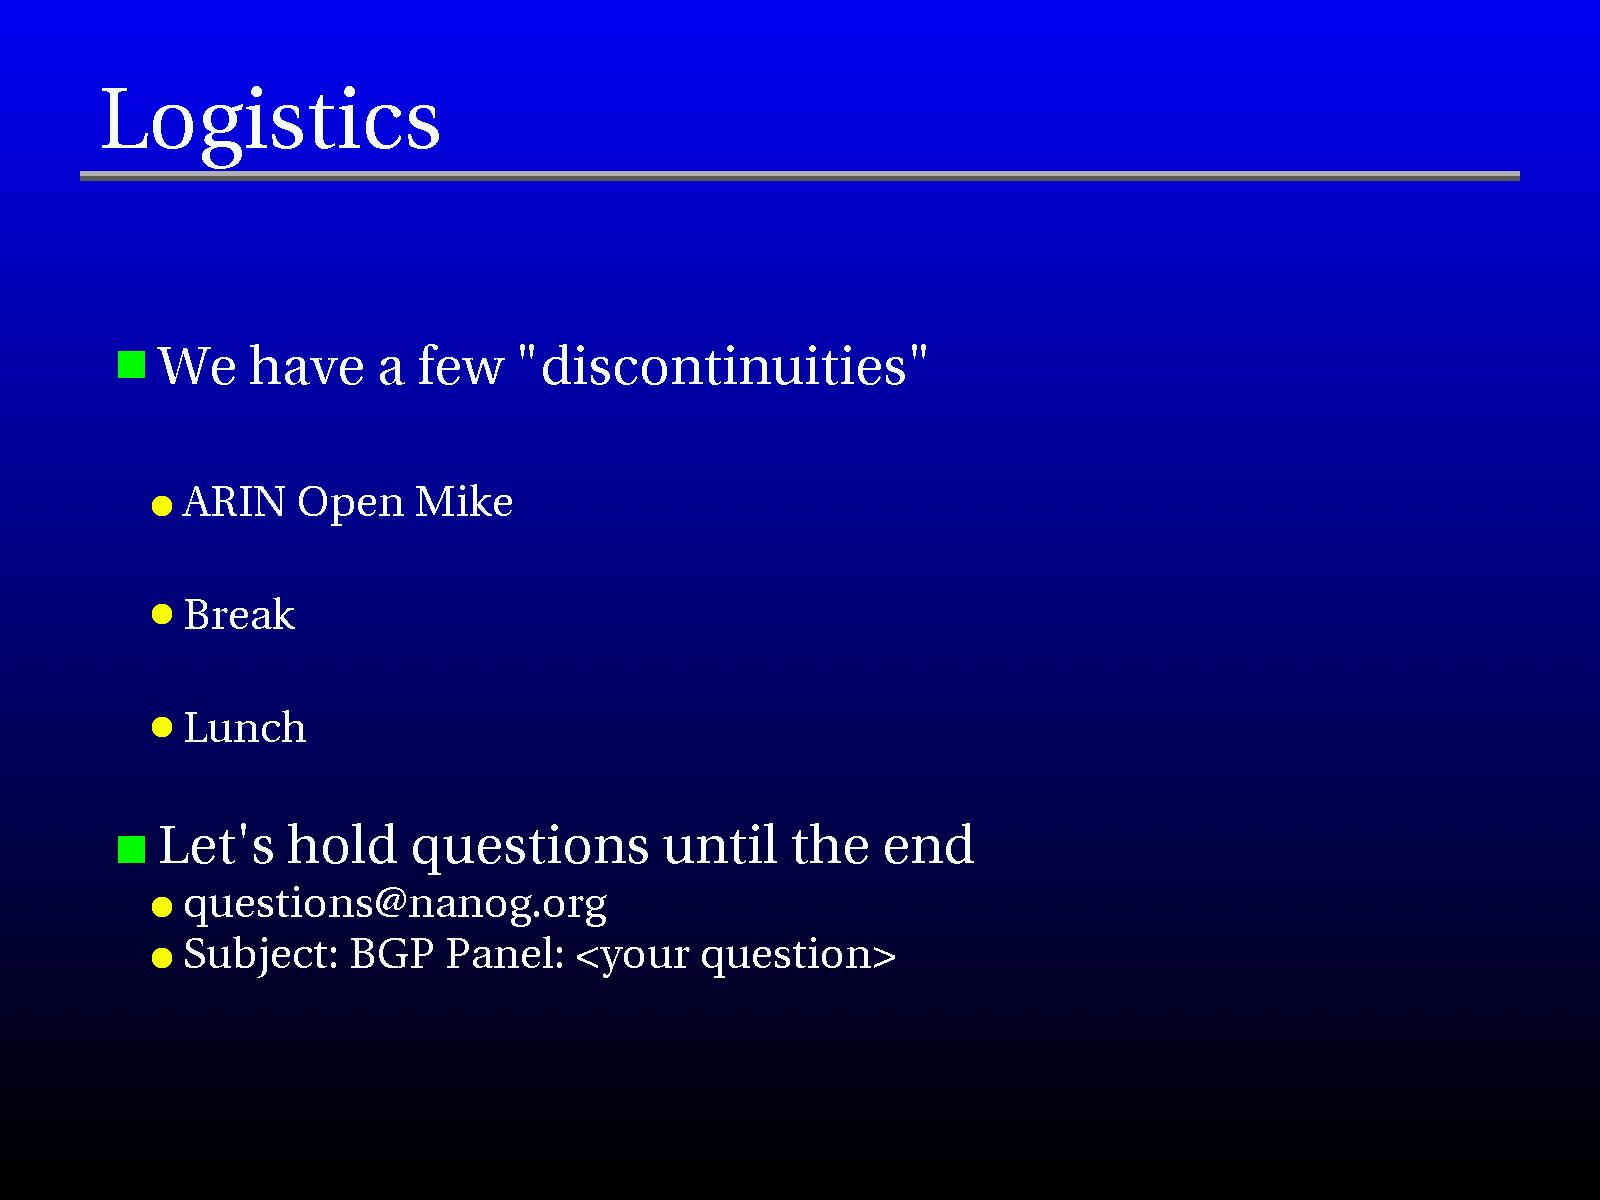 Logistics
We have a few "discontinuities"
ARIN Open Mike
Break
Lunch
Let's hold questions until the end
questions@nanog.org
Subject: BGP Panel: <your question>